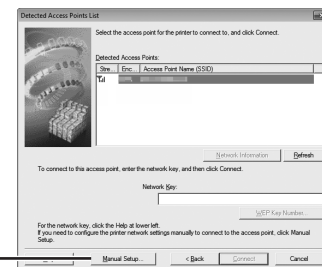 Detected Access Points List
Select the access point for the printer to connect to, and click Connect.
Detected Access Points:
Stre... Enc... Access Point Name (SSID)
Network Information Refresh
To connect to this access point, enter the network key, and then click Connect.
Network Key:
WEP Key Number...
For the network key, click the Help at lower left.
If you need to configure the printer network settings manually to connect to the access point, click Manual
Setup.
Manual Setup... < Back Connect Cancel